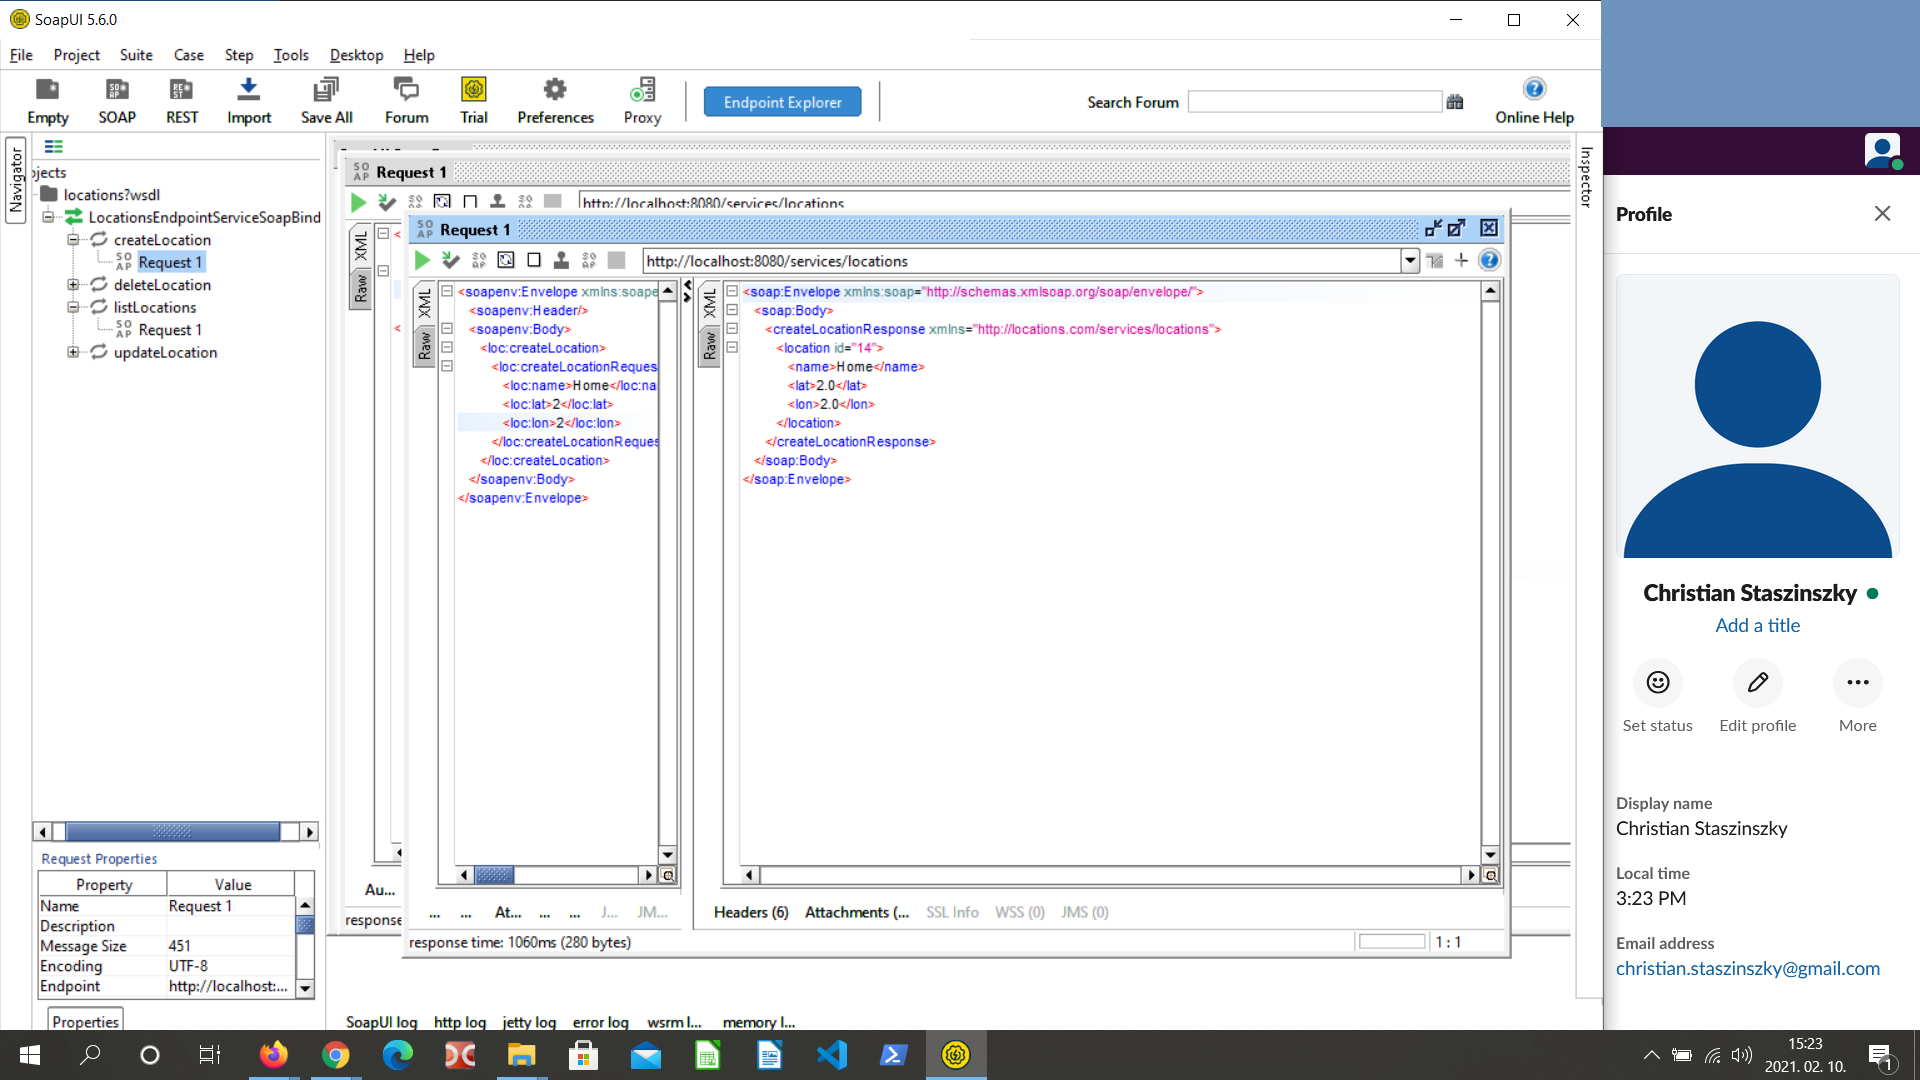 SoapUI 5.6.0
File Project Suite Case Step Tools Desktop Help
Empty SOAP REST Import Save All Forum Trial Preferences Proxy
Endpoint Explorer
Search Forum
Online Help
Navigator
ojects
locations?wsdl
LocationsEndpointServiceSoapBind
createLocation
Request 1
deleteLocation
listLocations
Request 1
updateLocation
Request Properties
Property Value
Name Request 1
Description
Message Size 451
Encoding UTF-8
Endpoint http://localhost:...
Properties
Request 1
http://localhost:8080/services/locations
XML
Raw
Au...
response
Request 1
http://localhost:8080/services/locations
XML
Raw
<soapenv:Envelope xmlns:soape
<soapenv:Header/>
<soapenv:Body>
<loc:createLocation>
<loc:createLocationReques
<loc:name>Home</loc:na
<loc:lat>2</loc:lat>
<loc:lon>2</loc:lon>
</loc:createLocationReques
</loc:createLocation>
</soapenv:Body>
</soapenv:Envelope>
... ... At... ... ... J... JM...
XML
Raw
<soap:Envelope xmlns:soap="http://schemas.xmlsoap.org/soap/envelope/">
<soap:Body>
<createLocationResponse xmlns="http://locations.com/services/locations">
<location id="14">
<name>Home</name>
<lat>2.0</lat>
<lon>2.0</lon>
</location>
</createLocationResponse>
</soap:Body>
</soap:Envelope>
Headers (6) Attachments (... SSL Info WSS (0) JMS (0)
response time: 1060ms (280 bytes)
1 : 1
Inspector
SoapUI log http log jetty log error log wsrm l... memory l...
Profile
Christian Staszinszky
Add a title
Set status Edit profile More
Display name
Christian Staszinszky
Local time
3:23 PM
Email address
christian.staszinszky@gmail.com
15:23
2021. 02. 10.
1